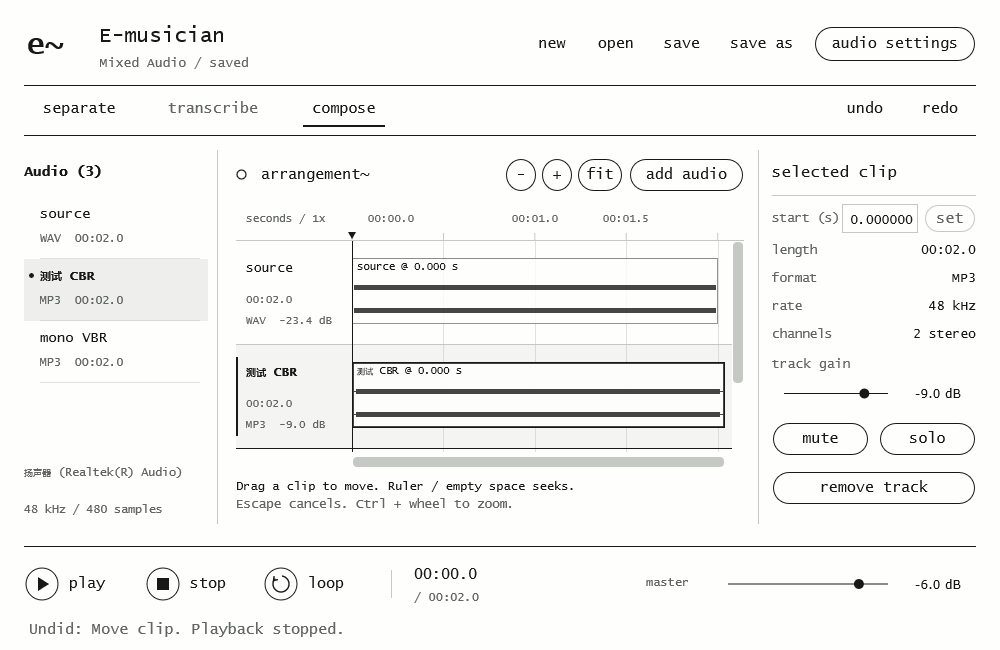 e~ E-musician new open save save as audio settings
Mixed Audio / saved
separate transcribe compose undo redo
Audio (3)
source
WAV 00:02.0
测试 CBR
MP3 00:02.0
mono VBR
MP3 00:02.0
扬声器 (Realtek(R) Audio)
48 kHz / 480 samples
arrangement~ - + fit add audio
seconds / 1x 00:00.0 00:01.0 00:01.5
source
00:02.0
WAV -23.4 dB
source @ 0.000 s
测试 CBR
00:02.0
MP3 -9.0 dB
测试 CBR @ 0.000 s
Drag a clip to move. Ruler / empty space seeks.
Escape cancels. Ctrl + wheel to zoom.
selected clip
start (s) 0.000000 set
length 00:02.0
format MP3
rate 48 kHz
channels 2 stereo
track gain
-9.0 dB
mute solo
remove track
play stop loop 00:00.0
/ 00:02.0
master -6.0 dB
Undid: Move clip. Playback stopped.